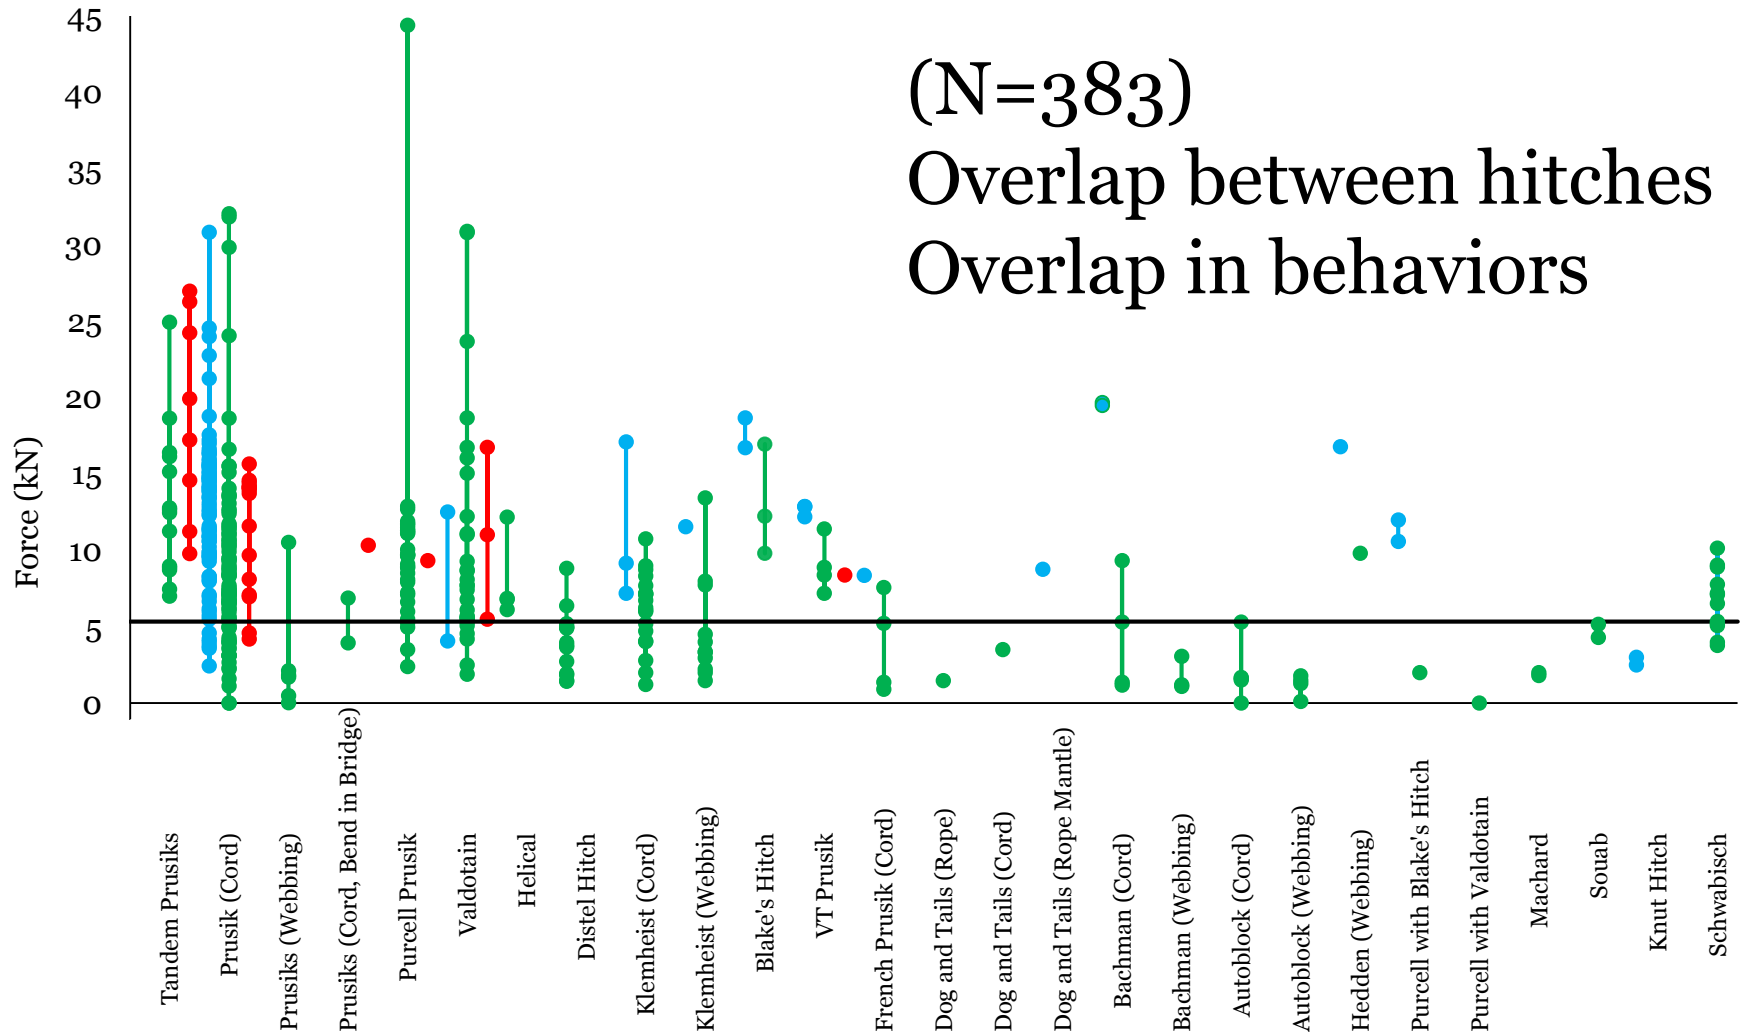 45
40
35
30
25
20
15
10
5
0
Force (kN)
(N=383)
Overlap between hitches
Overlap in behaviors
Tandem Prusiks
Prusik (Cord)
Prusiks (Webbing)
Prusiks (Cord, Bend in Bridge)
Purcell Prusik
Valdotain
Helical
Distel Hitch
Klemheist (Cord)
Klemheist (Webbing)
Blake's Hitch
VT Prusik
French Prusik (Cord)
Dog and Tails (Rope)
Dog and Tails (Cord)
Dog and Tails (Rope Mantle)
Bachman (Cord)
Bachman (Webbing)
Autoblock (Cord)
Autoblock (Webbing)
Hedden (Webbing)
Purcell with Blake's Hitch
Purcell with Valdotain
Machard
Souab
Knut Hitch
Schwabisch